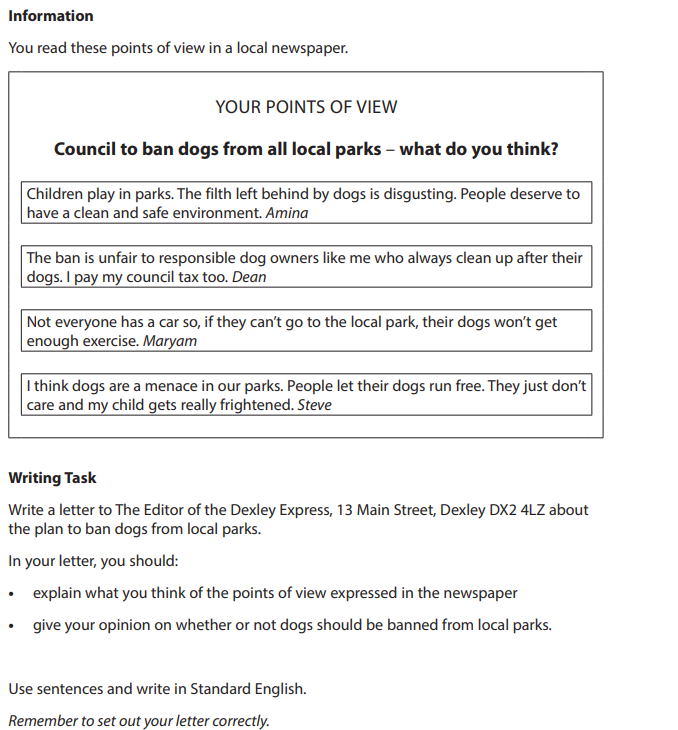 Information
You read these points of view in a local newspaper.
YOUR POINTS OF VIEW
Council to ban dogs from all local parks – what do you think?
Children play in parks. The filth left behind by dogs is disgusting. People deserve to
have a clean and safe environment. Amina
The ban is unfair to responsible dog owners like me who always clean up after their
dogs. I pay my council tax too. Dean
Not everyone has a car so, if they can’t go to the local park, their dogs won’t get
enough exercise. Maryam
I think dogs are a menace in our parks. People let their dogs run free. They just don’t
care and my child gets really frightened. Steve
Writing Task
Write a letter to The Editor of the Dexley Express, 13 Main Street, Dexley DX2 4LZ about
the plan to ban dogs from local parks.
In your letter, you should:
• explain what you think of the points of view expressed in the newspaper
• give your opinion on whether or not dogs should be banned from local parks.
Use sentences and write in Standard English.
Remember to set out your letter correctly.